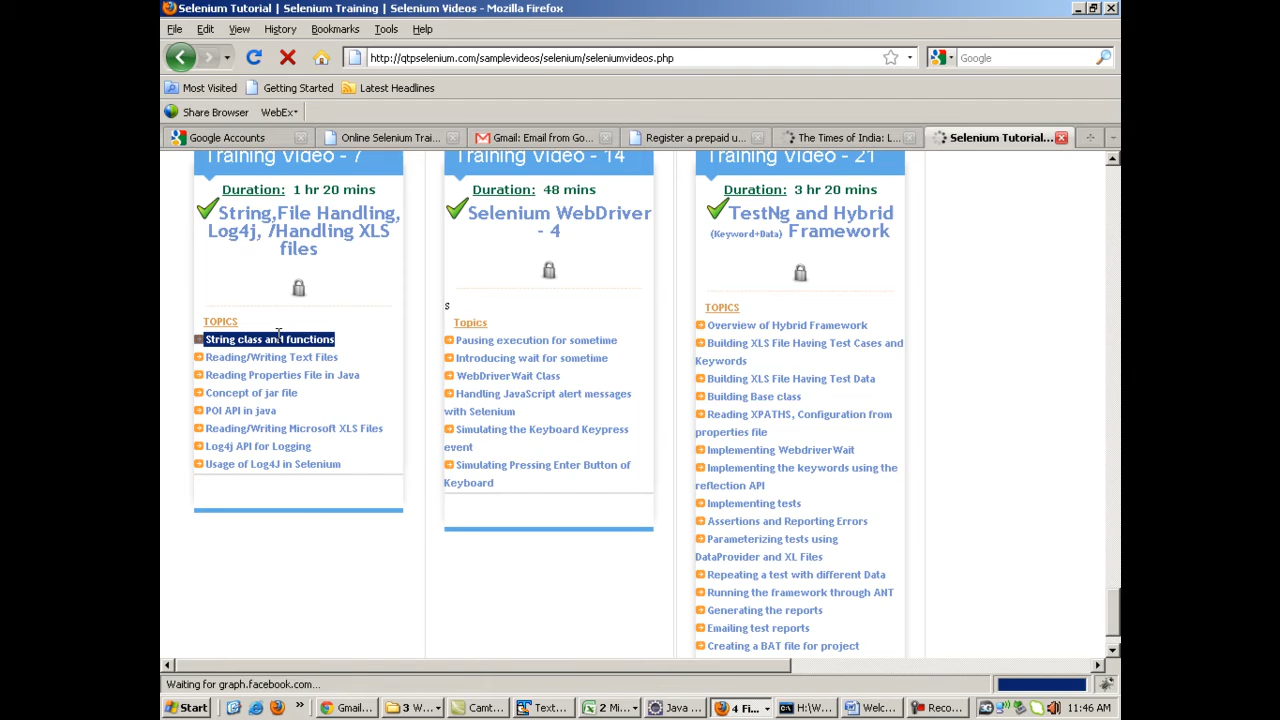 Selenium Tutorial | Selenium Training | Selenium Videos - Mozilla Firefox
File Edit View History Bookmarks Tools Help
http://qtpselenium.com/samplevideos/selenium/seleniumvideos.php
Google
Most Visited Getting Started Latest Headlines
Share Browser WebEx
Google Accounts Online Selenium Trai... Gmail: Email from Go... Register a prepaid u... The Times of India: L... Selenium Tutorial...
Training Video - 7
Duration: 1 hr 20 mins
String,File Handling,
Log4j, /Handling XLS
files
TOPICS
String class and functions
Reading/Writing Text Files
Reading Properties File in Java
Concept of jar file
POI API in java
Reading/Writing Microsoft XLS Files
Log4j API for Logging
Usage of Log4J in Selenium
Training Video - 14
Duration: 48 mins
Selenium WebDriver
- 4
s
Topics
Pausing execution for sometime
Introducing wait for sometime
WebDriverWait Class
Handling JavaScript alert messages
with Selenium
Simulating the Keyboard Keypress
event
Simulating Pressing Enter Button of
Keyboard
Training Video - 21
Duration: 3 hr 20 mins
TestNg and Hybrid
(Keyword+Data) Framework
TOPICS
Overview of Hybrid Framework
Building XLS File Having Test Cases and
Keywords
Building XLS File Having Test Data
Building Base class
Reading XPATHS, Configuration from
properties file
Implementing WebdriverWait
Implementing the keywords using the
reflection API
Implementing tests
Assertions and Reporting Errors
Parameterizing tests using
DataProvider and XL Files
Repeating a test with different Data
Running the framework through ANT
Generating the reports
Emailing test reports
Creating a BAT file for project
Waiting for graph.facebook.com...
Start » Gmail... 3 W... Camt... Text... 2 Mi... Java ... 4 Fi... H:\W... Welc... Reco... 11:46 AM